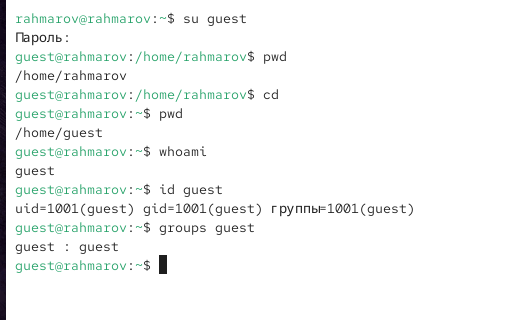 rahmarov@rahmarov:~$ su guest
Пароль:
guest@rahmarov:/home/rahmarov$ pwd
/home/rahmarov
guest@rahmarov:/home/rahmarov$ cd
guest@rahmarov:~$ pwd
/home/guest
guest@rahmarov:~$ whoami
guest
guest@rahmarov:~$ id guest
uid=1001(guest) gid=1001(guest) группы=1001(guest)
guest@rahmarov:~$ groups guest
guest : guest
guest@rahmarov:~$